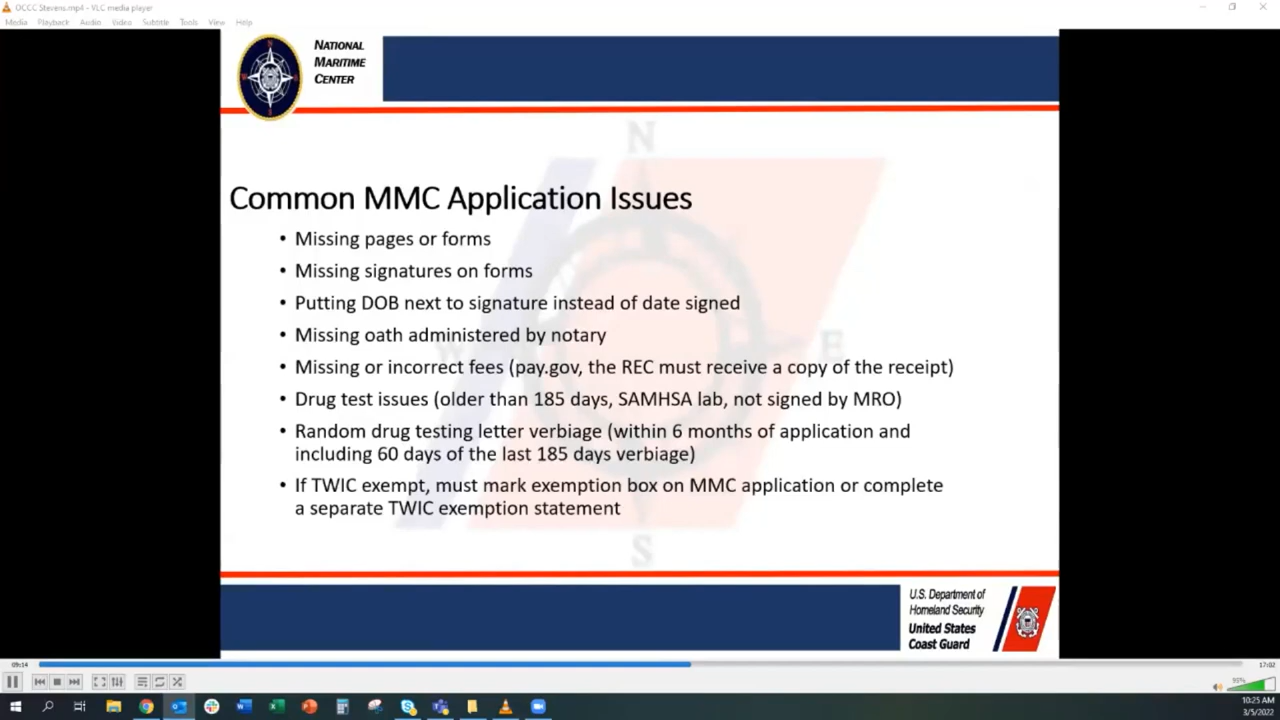 OCCC Stevens.mp4 - VLC media player
Media Playback Audio Video Subtitle Tools View Help
NATIONAL
MARITIME
CENTER
N
Common MMC Application Issues
• Missing pages or forms
• Missing signatures on forms
• Putting DOB next to signature instead of date signed
• Missing oath administered by notary
W
E
• Missing or incorrect fees (pay.gov, the REC must receive a copy of the receipt)
• Drug test issues (older than 185 days, SAMHSA lab, not signed by MRO)
• Random drug testing letter verbiage (within 6 months of application and
including 60 days of the last 185 days verbiage)
• If TWIC exempt, must mark exemption box on MMC application or complete
a separate TWIC exemption statement
S
U.S. Department of
Homeland Security
United States
Coast Guard
09:14
17:02
10:25 AM
3/5/2022